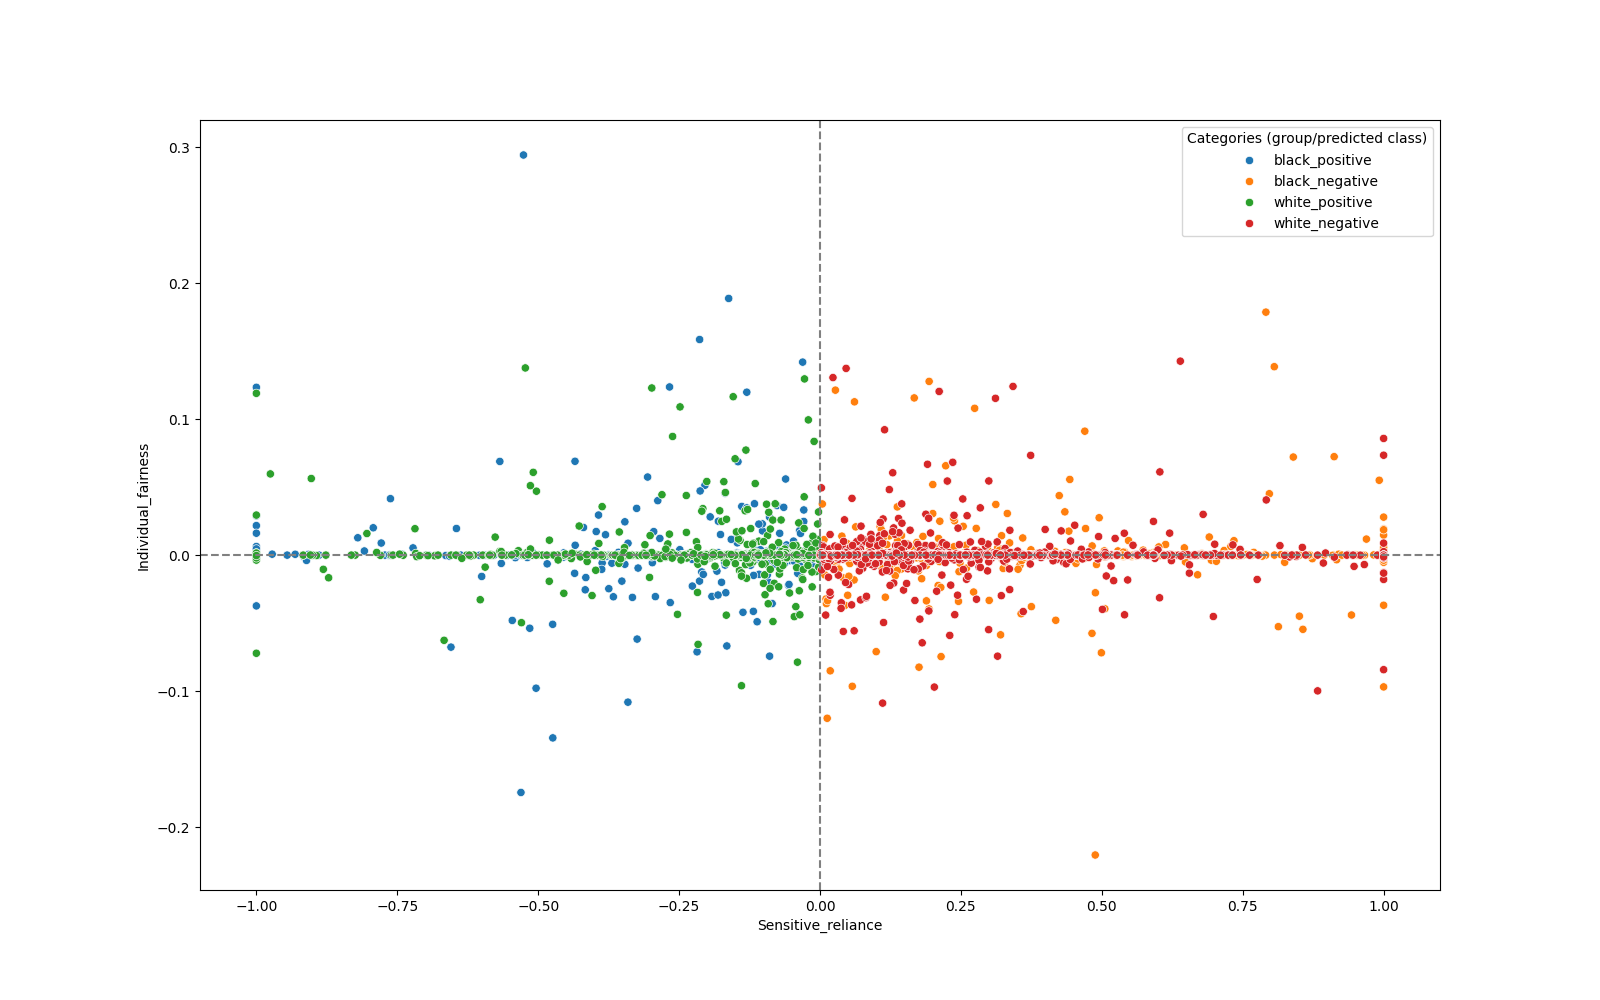 Categories (group/predicted class)
black_positive
black_negative
white_positive
white_negative
0.3
0.2
0.1
0.0
−0.1
−0.2
Individual_fairness
−1.00
−0.75
−0.50
−0.25
0.00
0.25
0.50
0.75
1.00
Sensitive_reliance